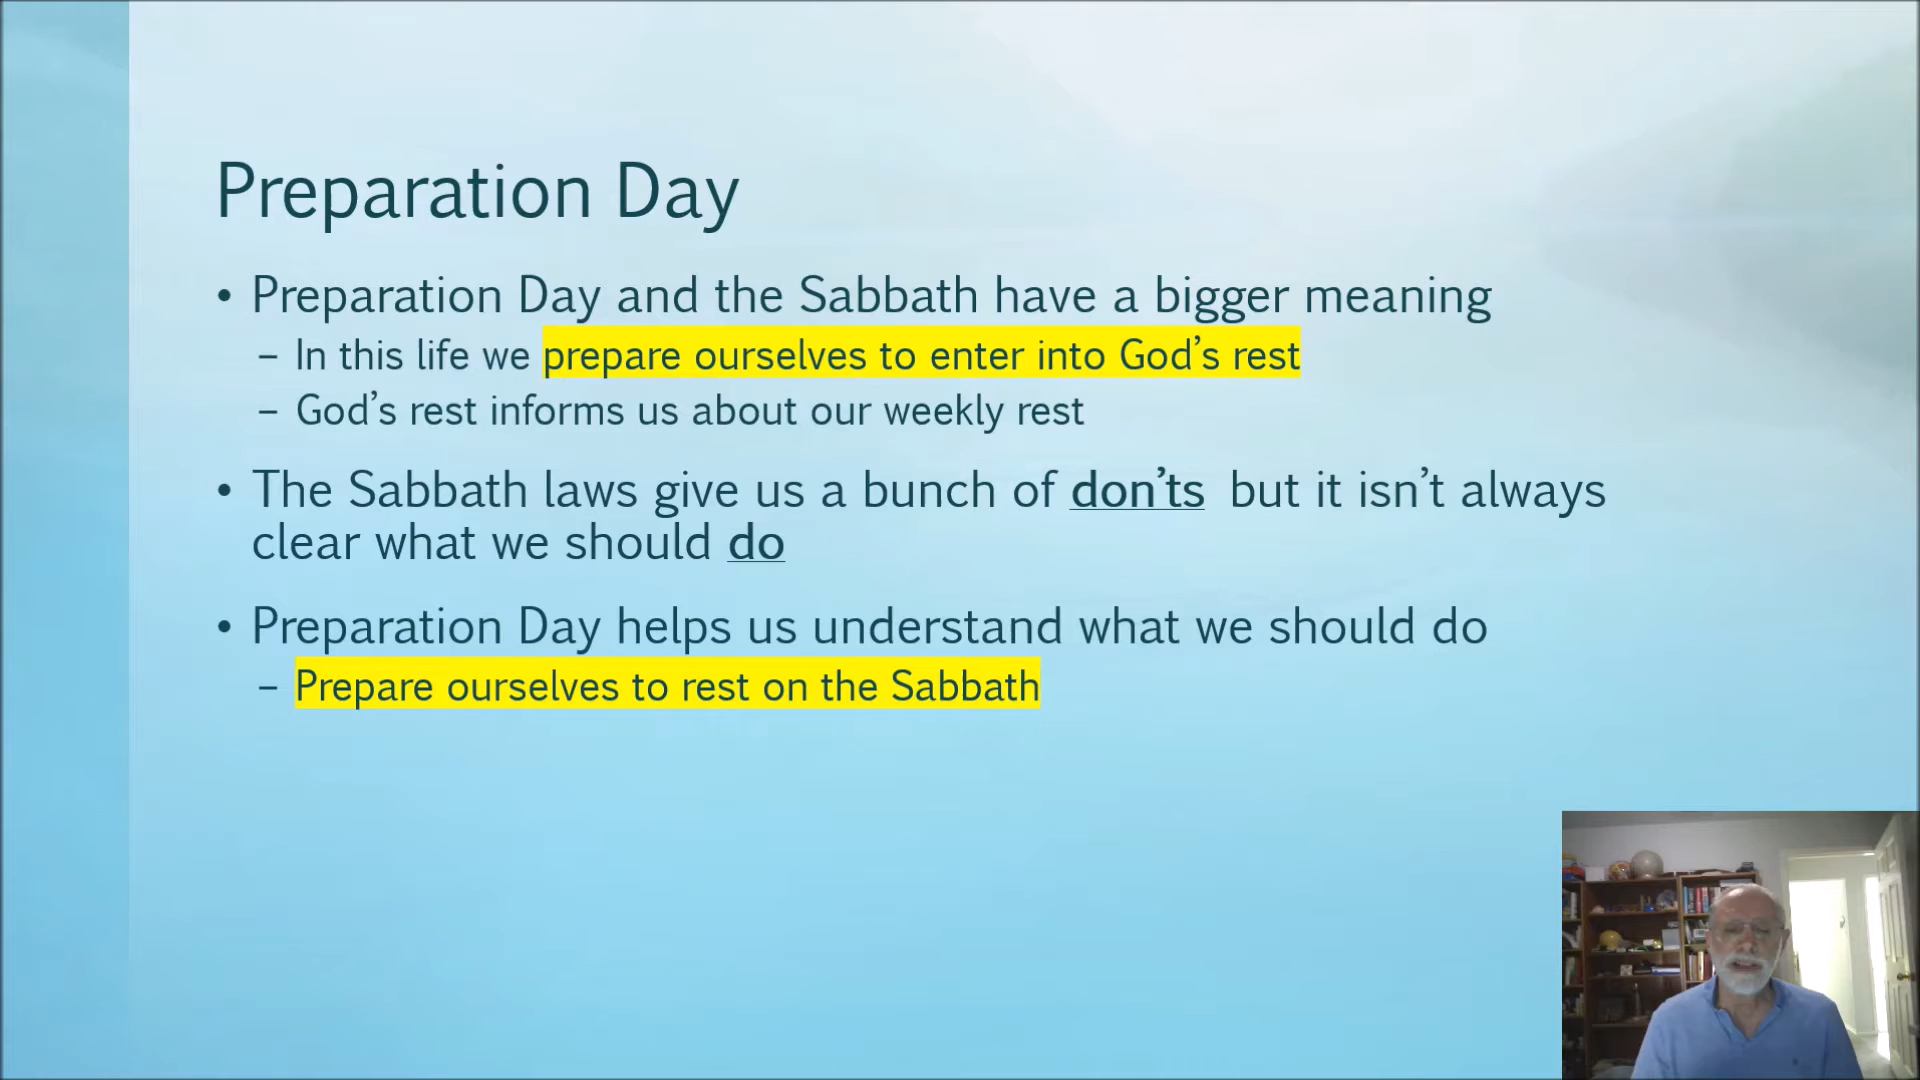 Preparation Day
• Preparation Day and the Sabbath have a bigger meaning
– In this life we prepare ourselves to enter into God’s rest
– God’s rest informs us about our weekly rest
• The Sabbath laws give us a bunch of don’ts but it isn’t always
clear what we should do
• Preparation Day helps us understand what we should do
– Prepare ourselves to rest on the Sabbath